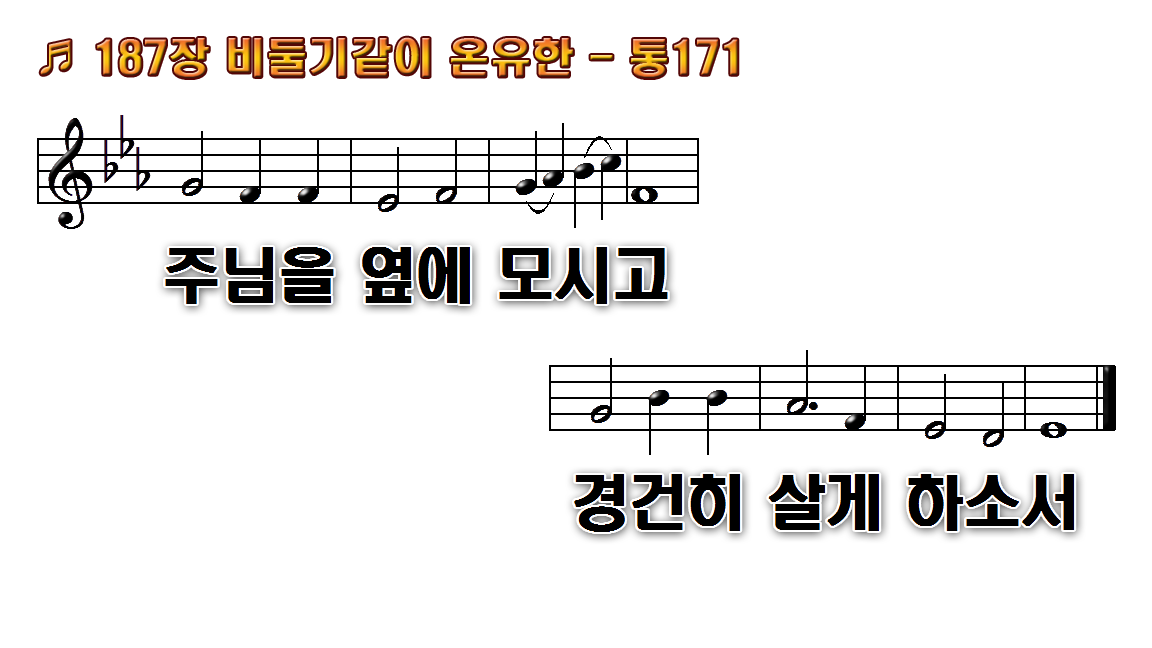 ♬ 187장 비둘기같이 온유한 - 통171
주님을 옆에 모시고
경건히 살게 하소서